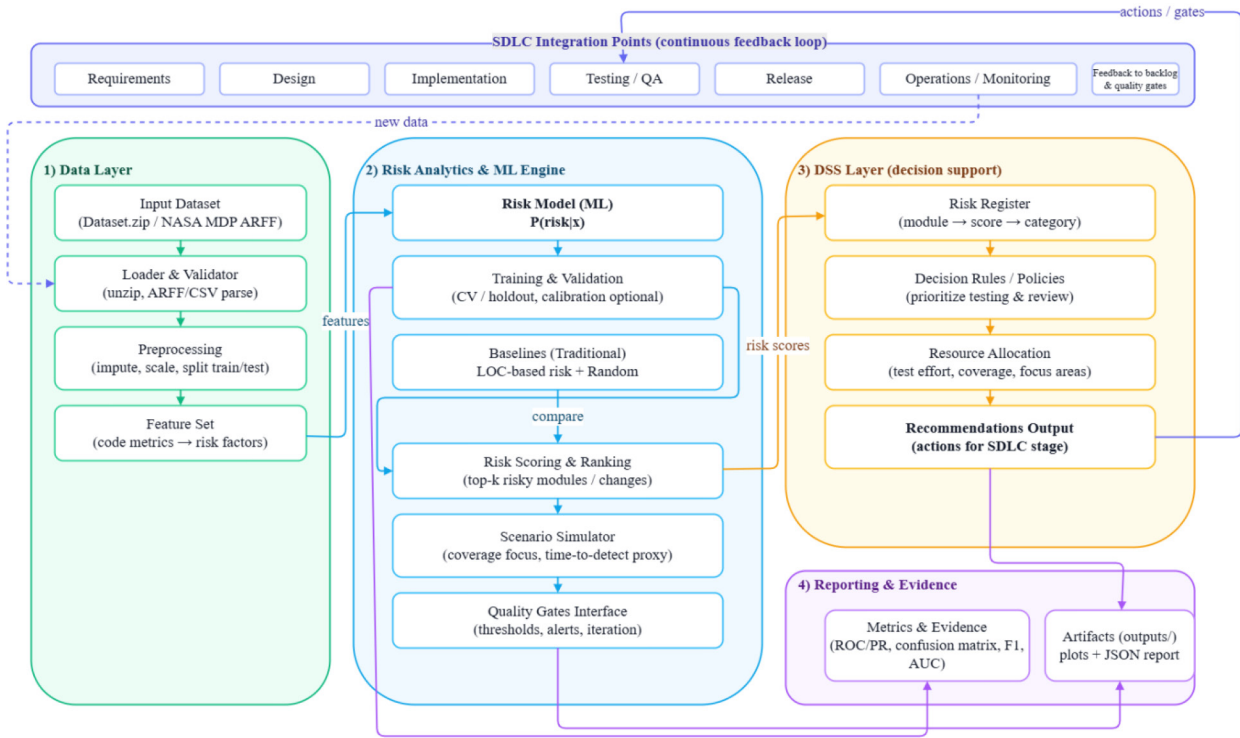 actions / gates
SDLC Integration Points (continuous feedback loop)
Requirements
Design
Implementation
Testing / QA
Release
Operations / Monitoring
Feedback to backlog
& quality gates
new data
1) Data Layer
Input Dataset
(Dataset.zip / NASA MDP ARFF)
Loader & Validator
(unzip, ARFF/CSV parse)
Preprocessing
(impute, scale, split train/test)
Feature Set
(code metrics → risk factors)
features
2) Risk Analytics & ML Engine
Risk Model (ML)
P(risk|x)
Training & Validation
(CV / holdout, calibration optional)
Baselines (Traditional)
LOC-based risk + Random
compare
Risk Scoring & Ranking
(top-k risky modules / changes)
Scenario Simulator
(coverage focus, time-to-detect proxy)
Quality Gates Interface
(thresholds, alerts, iteration)
risk scores
3) DSS Layer (decision support)
Risk Register
(module → score → category)
Decision Rules / Policies
(prioritize testing & review)
Resource Allocation
(test effort, coverage, focus areas)
Recommendations Output
(actions for SDLC stage)
4) Reporting & Evidence
Metrics & Evidence
(ROC/PR, confusion matrix, F1,
AUC)
Artifacts (outputs/)
plots + JSON report